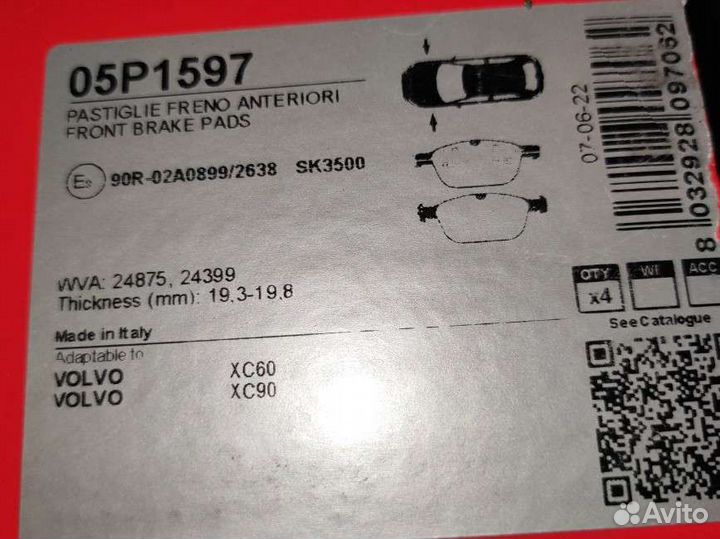 05P1597
PASTIGLIE FRENO ANTERIORI
FRONT BRAKE PADS
90R-02A0899/2638 SK3500
WVA: 24875, 24399
Thickness (mm): 19,3-19,8
Made in Italy
Adaptable to
VOLVO XC60
VOLVO XC90
07-06-22
8 032928 097062
QTY WI ACC
x4
See Catalogue
Avito